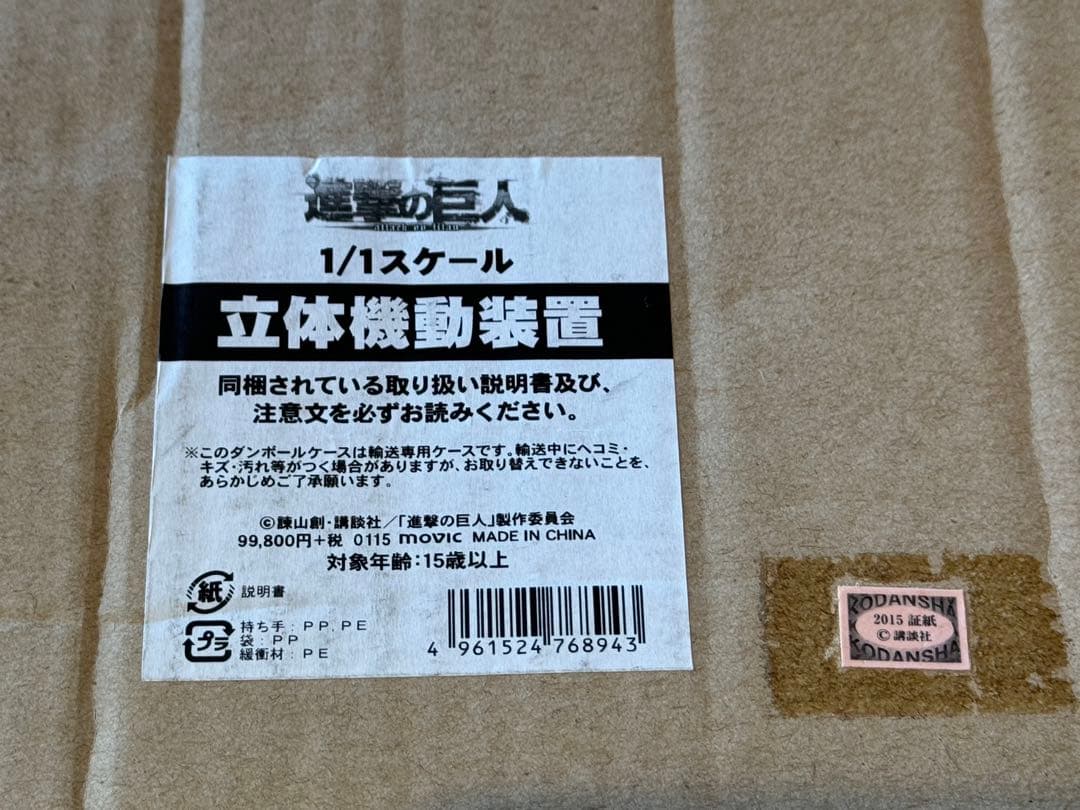 進撃の巨人
attack on titan
1/1スケール
立体機動装置
同梱されている取り扱い説明書及び、
注意文を必ずお読みください。
※このダンボールケースは輸送専用ケースです。輸送中にヘコミ・
キズ・汚れ等がつく場合がありますが、お取り替えできないことを、
あらかじめご了承願います。
©諫山創・講談社／「進撃の巨人」製作委員会
99,800円+税 0115 movic MADE IN CHINA
対象年齢:15歳以上
紙 説明書
プラ 持ち手:PP,PE
袋:PP
緩衝材:PE
4 961524 768943
KODANSHA
2015 証紙
©講談社
KODANSHA